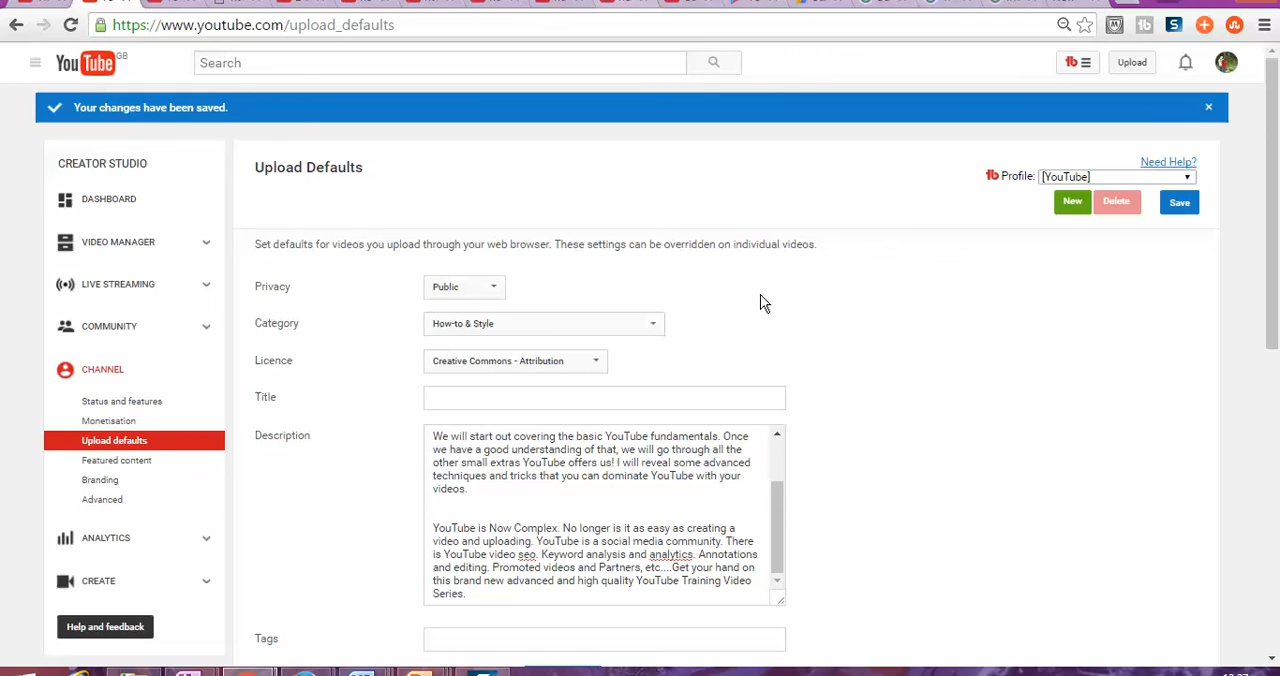 https://www.youtube.com/upload_defaults
YouTube GB
Search
Upload
Your changes have been saved.
CREATOR STUDIO
DASHBOARD
VIDEO MANAGER
LIVE STREAMING
COMMUNITY
CHANNEL
Status and features
Monetisation
Upload defaults
Featured content
Branding
Advanced
ANALYTICS
CREATE
Help and feedback
Upload Defaults
Need Help?
tb Profile: [YouTube]
New Delete Save
Set defaults for videos you upload through your web browser. These settings can be overridden on individual videos.
Privacy Public
Category How-to & Style
Licence Creative Commons - Attribution
Title
Description
We will start out covering the basic YouTube fundamentals. Once
we have a good understanding of that, we will go through all the
other small extras YouTube offers us! I will reveal some advanced
techniques and tricks that you can dominate YouTube with your
videos.
YouTube is Now Complex. No longer is it as easy as creating a
video and uploading. YouTube is a social media community. There
is YouTube video seo. Keyword analysis and analytics. Annotations
and editing. Promoted videos and Partners, etc....Get your hand on
this brand new advanced and high quality YouTube Training Video
Series.
Tags